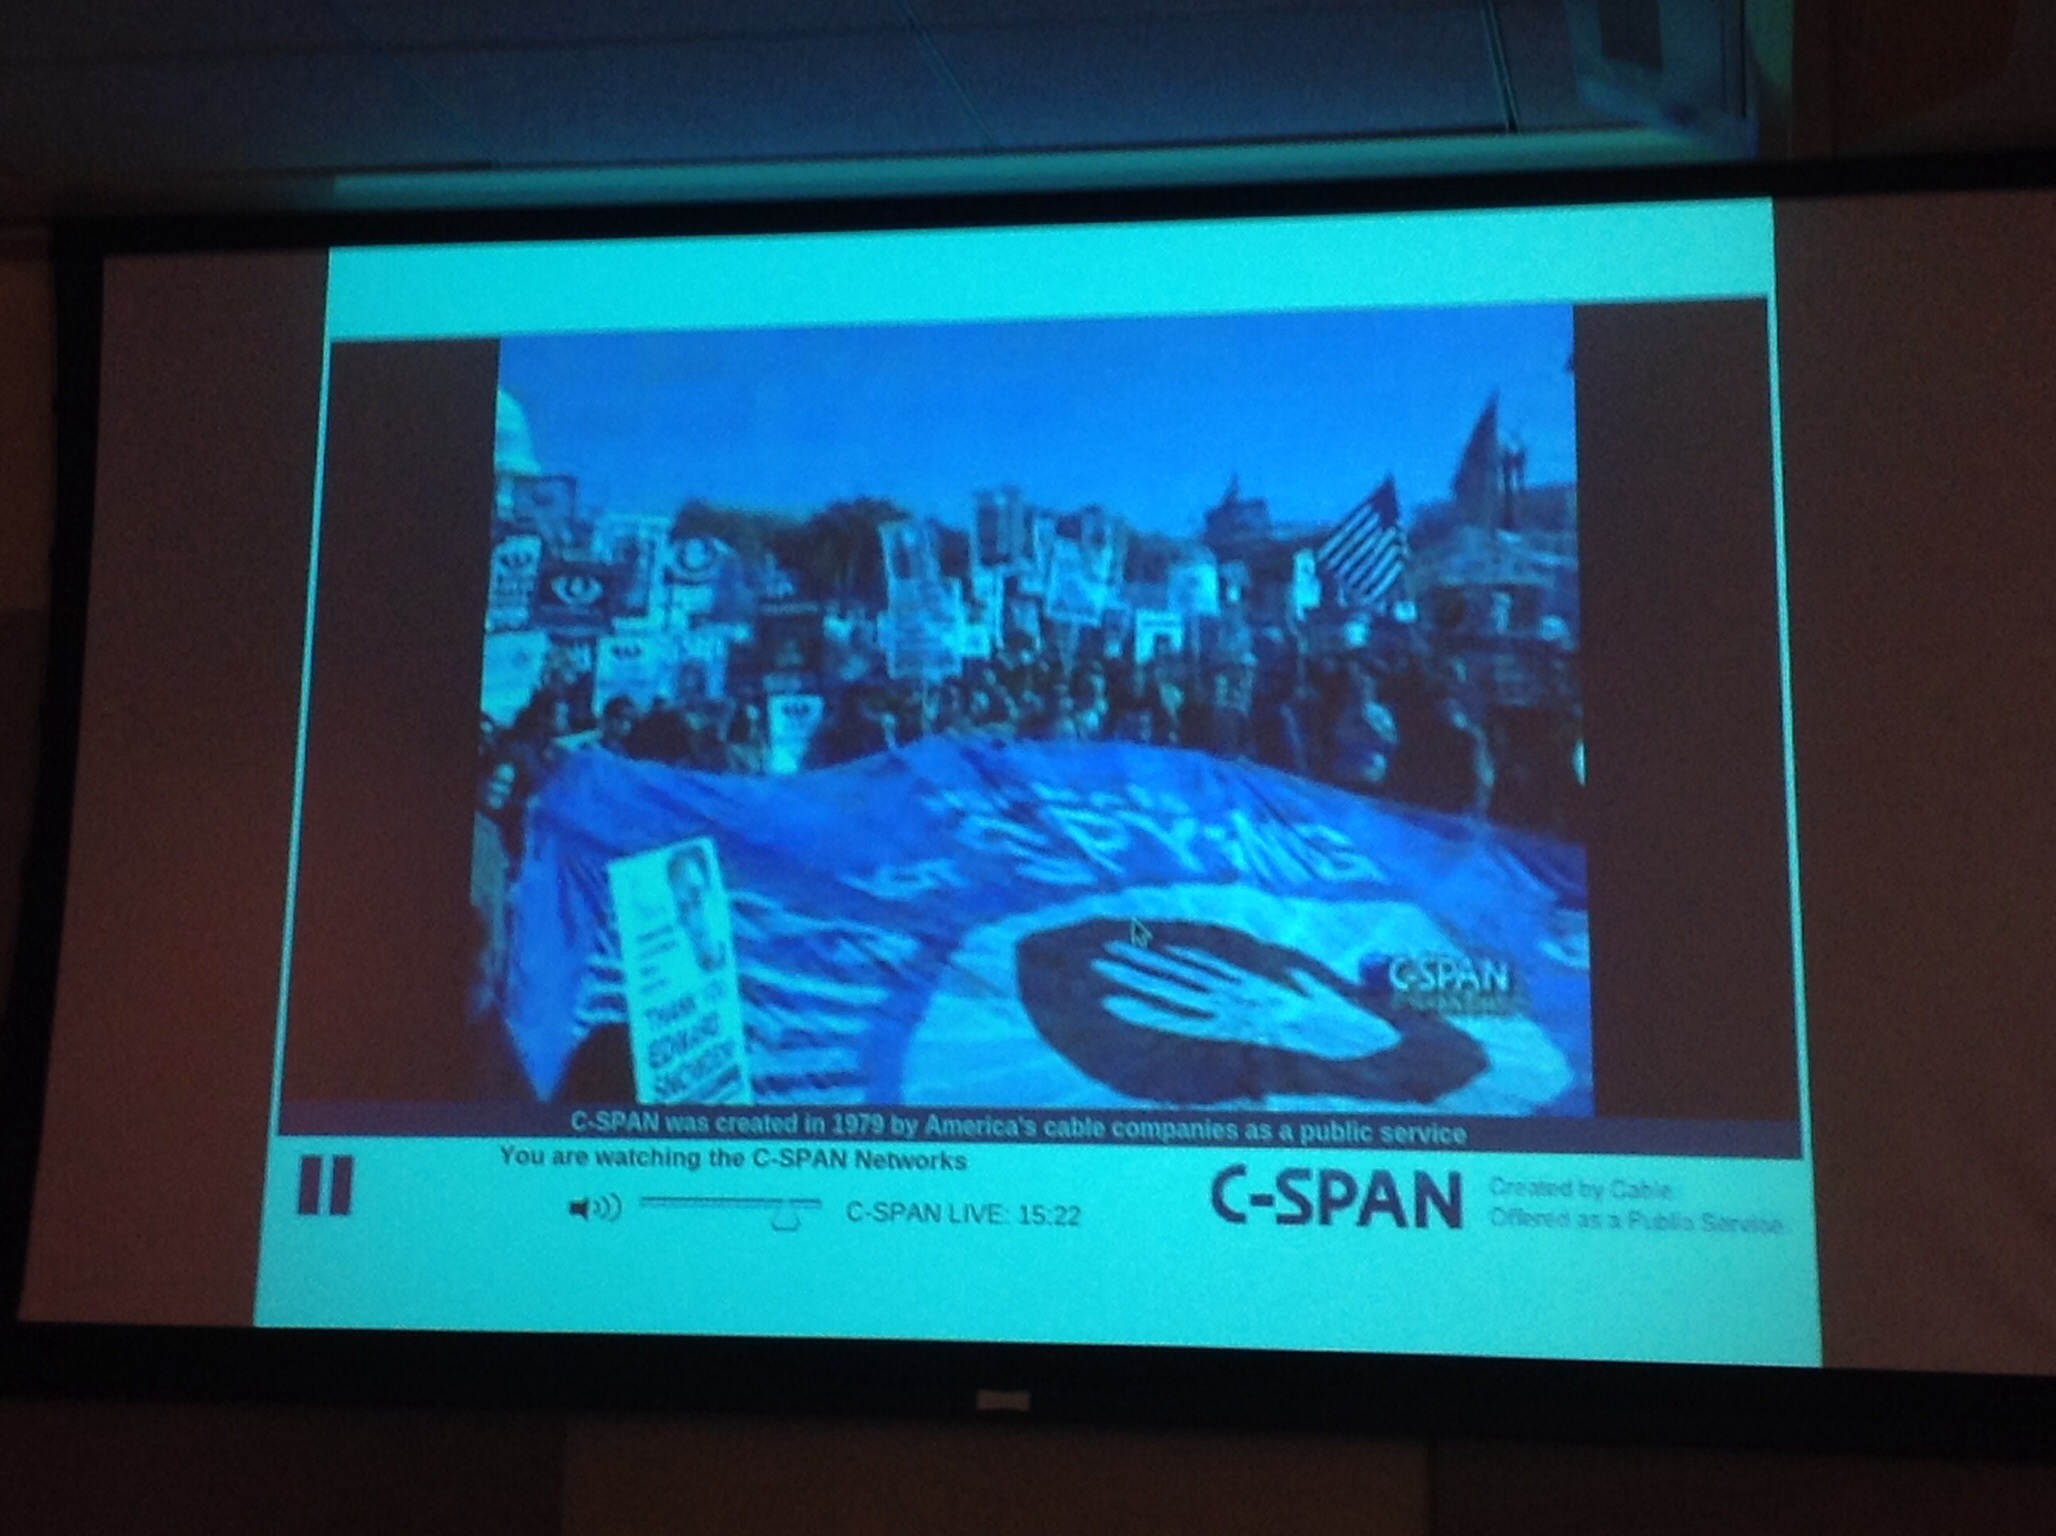 SPYING
C-SPAN
THANK YOU
EDWARD
SNOWDEN
C-SPAN was created in 1979 by America's cable companies as a public service
You are watching the C-SPAN Networks
C-SPAN LIVE: 15:22
C-SPAN
Created by Cable.
Offered as a Public Service